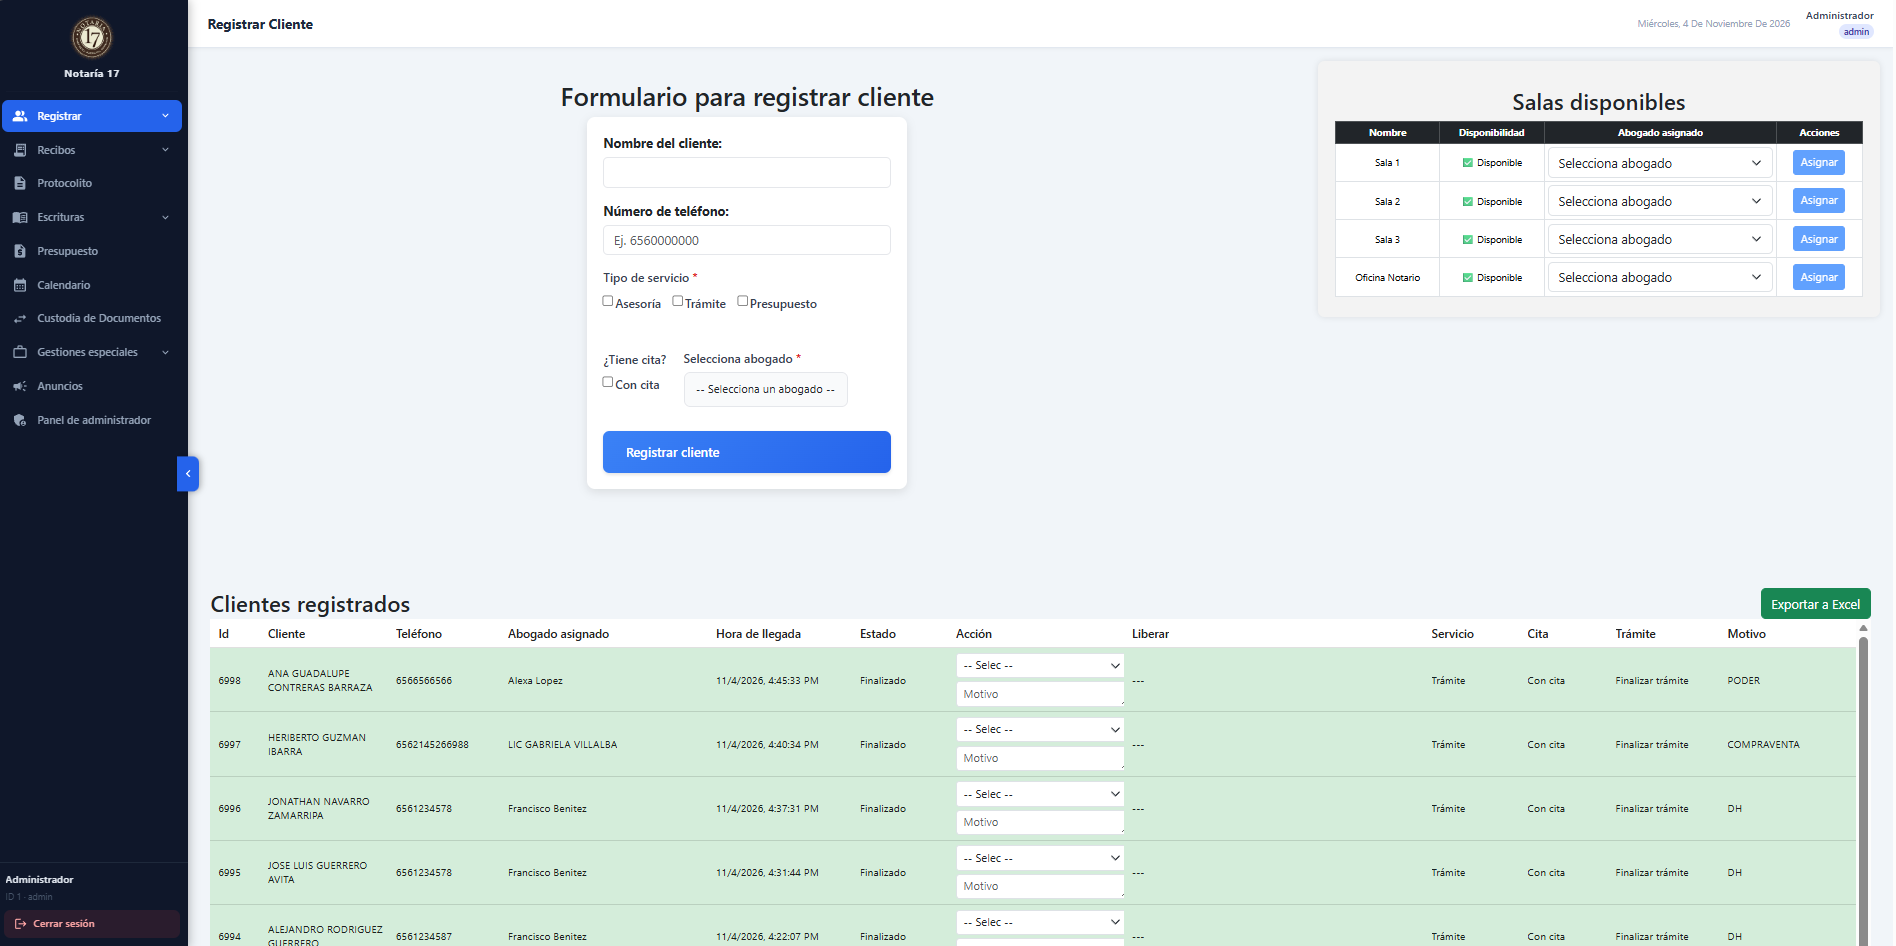 NOTARÍA
17
Notaría 17
Registrar
Recibos
Protocolito
Escrituras
Presupuesto
Calendario
Custodia de Documentos
Gestiones especiales
Anuncios
Panel de administrador
Administrador
ID 1 · admin
Cerrar sesión
Registrar Cliente
Miércoles, 4 De Noviembre De 2026
Administrador
admin
Formulario para registrar cliente
Nombre del cliente:
Número de teléfono:
Ej. 6560000000
Tipo de servicio *
Asesoría Trámite Presupuesto
¿Tiene cita? Selecciona abogado *
Con cita -- Selecciona un abogado --
Registrar cliente
Salas disponibles
Nombre Disponibilidad Abogado asignado Acciones
Sala 1 ✅ Disponible Selecciona abogado Asignar
Sala 2 ✅ Disponible Selecciona abogado Asignar
Sala 3 ✅ Disponible Selecciona abogado Asignar
Oficina Notario ✅ Disponible Selecciona abogado Asignar
Clientes registrados
Exportar a Excel
Id Cliente Teléfono Abogado asignado Hora de llegada Estado Acción Liberar Servicio Cita Trámite Motivo
-- Selec --
6998 ANA GUADALUPE CONTRERAS BARRAZA 6566566566 Alexa Lopez 11/4/2026, 4:45:33 PM Finalizado --- Trámite Con cita Finalizar trámite PODER
Motivo
-- Selec --
6997 HERIBERTO GUZMAN IBARRA 6562145266988 LIC GABRIELA VILLALBA 11/4/2026, 4:40:34 PM Finalizado --- Trámite Con cita Finalizar trámite COMPRAVENTA
Motivo
-- Selec --
6996 JONATHAN NAVARRO ZAMARRIPA 6561234578 Francisco Benitez 11/4/2026, 4:37:31 PM Finalizado --- Trámite Con cita Finalizar trámite DH
Motivo
-- Selec --
6995 JOSE LUIS GUERRERO AVITA 6561234578 Francisco Benitez 11/4/2026, 4:31:44 PM Finalizado --- Trámite Con cita Finalizar trámite DH
Motivo
-- Selec --
6994 ALEJANDRO RODRIGUEZ GUERRERO 6561234587 Francisco Benitez 11/4/2026, 4:22:07 PM Finalizado --- Trámite Con cita Finalizar trámite DH